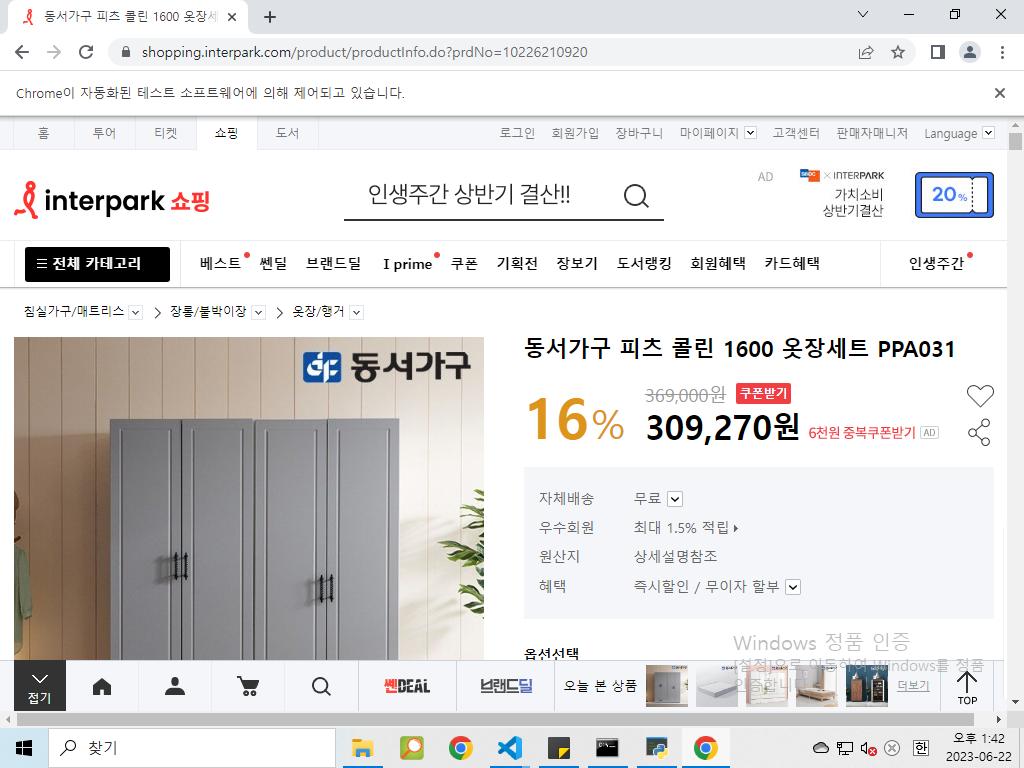 동서가구 피츠 콜린 1600 옷장세
shopping.interpark.com/product/productInfo.do?prdNo=10226210920
Chrome이 자동화된 테스트 소프트웨어에 의해 제어되고 있습니다.
홈 투어 티켓 쇼핑 도서 로그인 회원가입 장바구니 마이페이지 고객센터 판매자매니저 Language
interpark 쇼핑
인생주간 상반기 결산!!
AD
× INTERPARK
가치소비
상반기결산
20%
전체 카테고리 베스트 쎈딜 브랜드딜 I prime 쿠폰 기획전 장보기 도서랭킹 회원혜택 카드혜택 인생주간
침실가구/매트리스 장롱/붙박이장 옷장/행거
동서가구
동서가구 피츠 콜린 1600 옷장세트 PPA031
16%
369,000원 쿠폰받기
309,270원 6천원 중복쿠폰받기 AD
자체배송 무료
우수회원 최대 1.5% 적립
원산지 상세설명참조
혜택 즉시할인 / 무이자 할부
옵션선택
Windows 정품 인증
[설정]으로 이동하여 Windows를 정품
인증합니다
접기
쎈DEAL
브랜드딜
오늘 본 상품
더보기
TOP
찾기
한
오후 1:42
2023-06-22